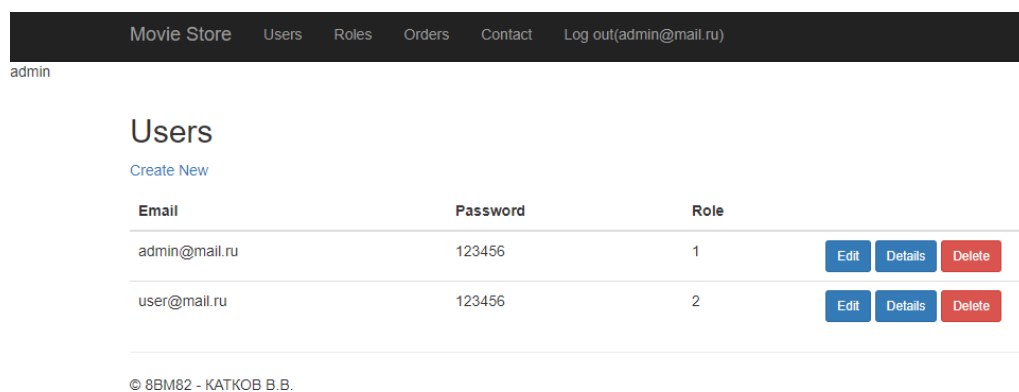 Movie Store Users Roles Orders Contact Log out(admin@mail.ru)
admin
Users
Create New
Email Password Role
admin@mail.ru 123456 1 Edit Details Delete
user@mail.ru 123456 2 Edit Details Delete
© 8ВМ82 - КАТКОВ В.В.